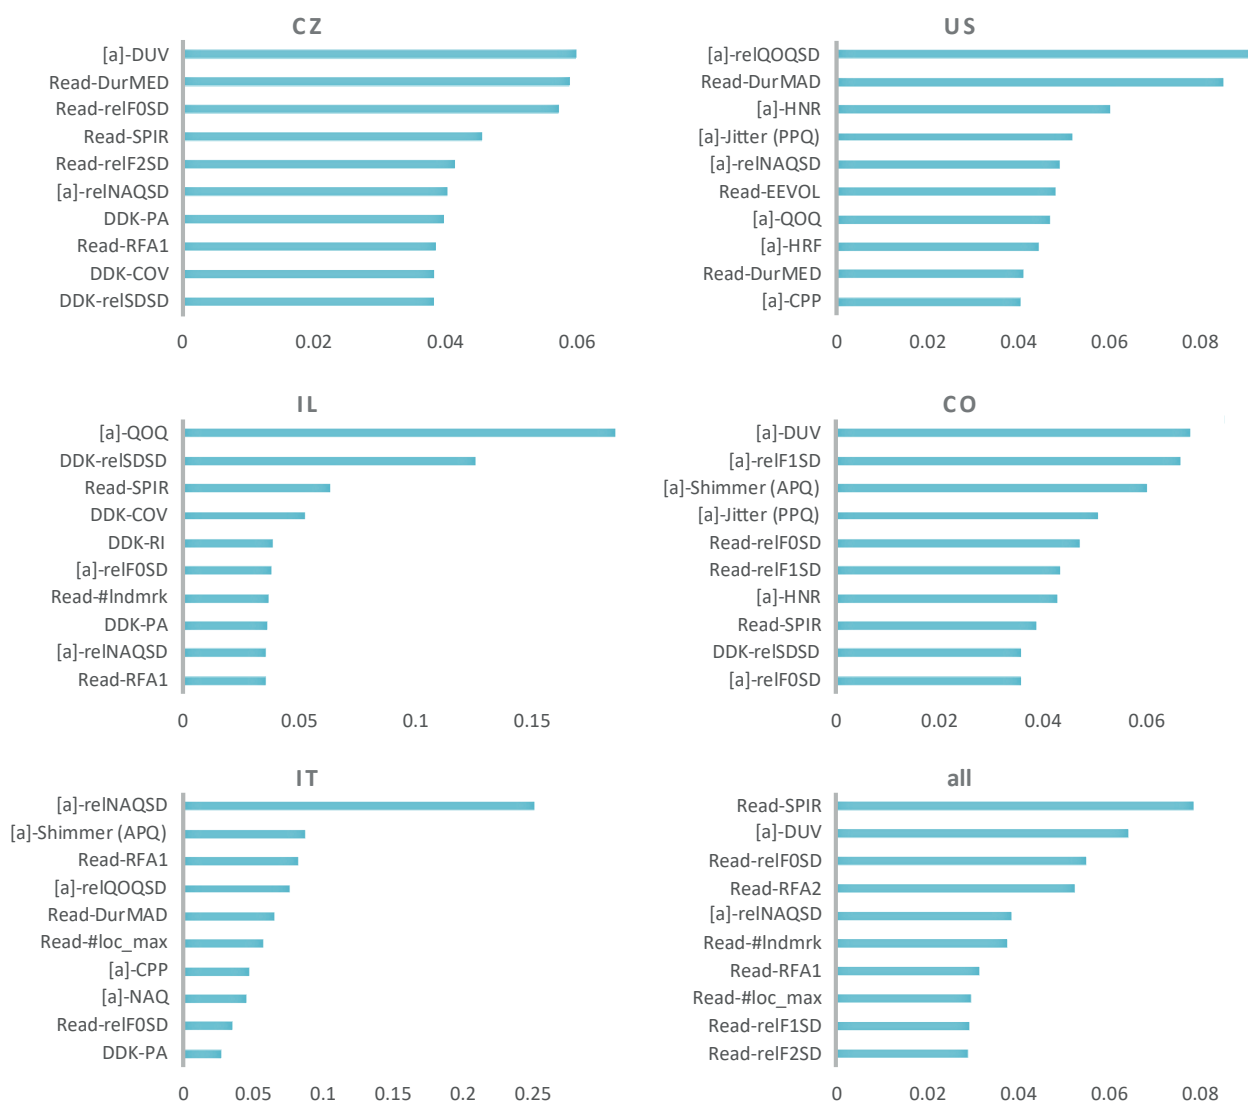 CZ
[a]-DUV
Read-DurMED
Read-relF0SD
Read-SPIR
Read-relF2SD
[a]-relNAQSD
DDK-PA
Read-RFA1
DDK-COV
DDK-relSDSD
0 0.02 0.04 0.06
US
[a]-relQOQSD
Read-DurMAD
[a]-HNR
[a]-Jitter (PPQ)
[a]-relNAQSD
Read-EEVOL
[a]-QOQ
[a]-HRF
Read-DurMED
[a]-CPP
0 0.02 0.04 0.06 0.08
IL
[a]-QOQ
DDK-relSDSD
Read-SPIR
DDK-COV
DDK-RI
[a]-relF0SD
Read-#lndmrk
DDK-PA
[a]-relNAQSD
Read-RFA1
0 0.05 0.1 0.15
CO
[a]-DUV
[a]-relF1SD
[a]-Shimmer (APQ)
[a]-Jitter (PPQ)
Read-relF0SD
Read-relF1SD
[a]-HNR
Read-SPIR
DDK-relSDSD
[a]-relF0SD
0 0.02 0.04 0.06
IT
[a]-relNAQSD
[a]-Shimmer (APQ)
Read-RFA1
[a]-relQOQSD
Read-DurMAD
Read-#loc_max
[a]-CPP
[a]-NAQ
Read-relF0SD
DDK-PA
0 0.05 0.1 0.15 0.2 0.25
all
Read-SPIR
[a]-DUV
Read-relF0SD
Read-RFA2
[a]-relNAQSD
Read-#lndmrk
Read-RFA1
Read-#loc_max
Read-relF1SD
Read-relF2SD
0 0.02 0.04 0.06 0.08